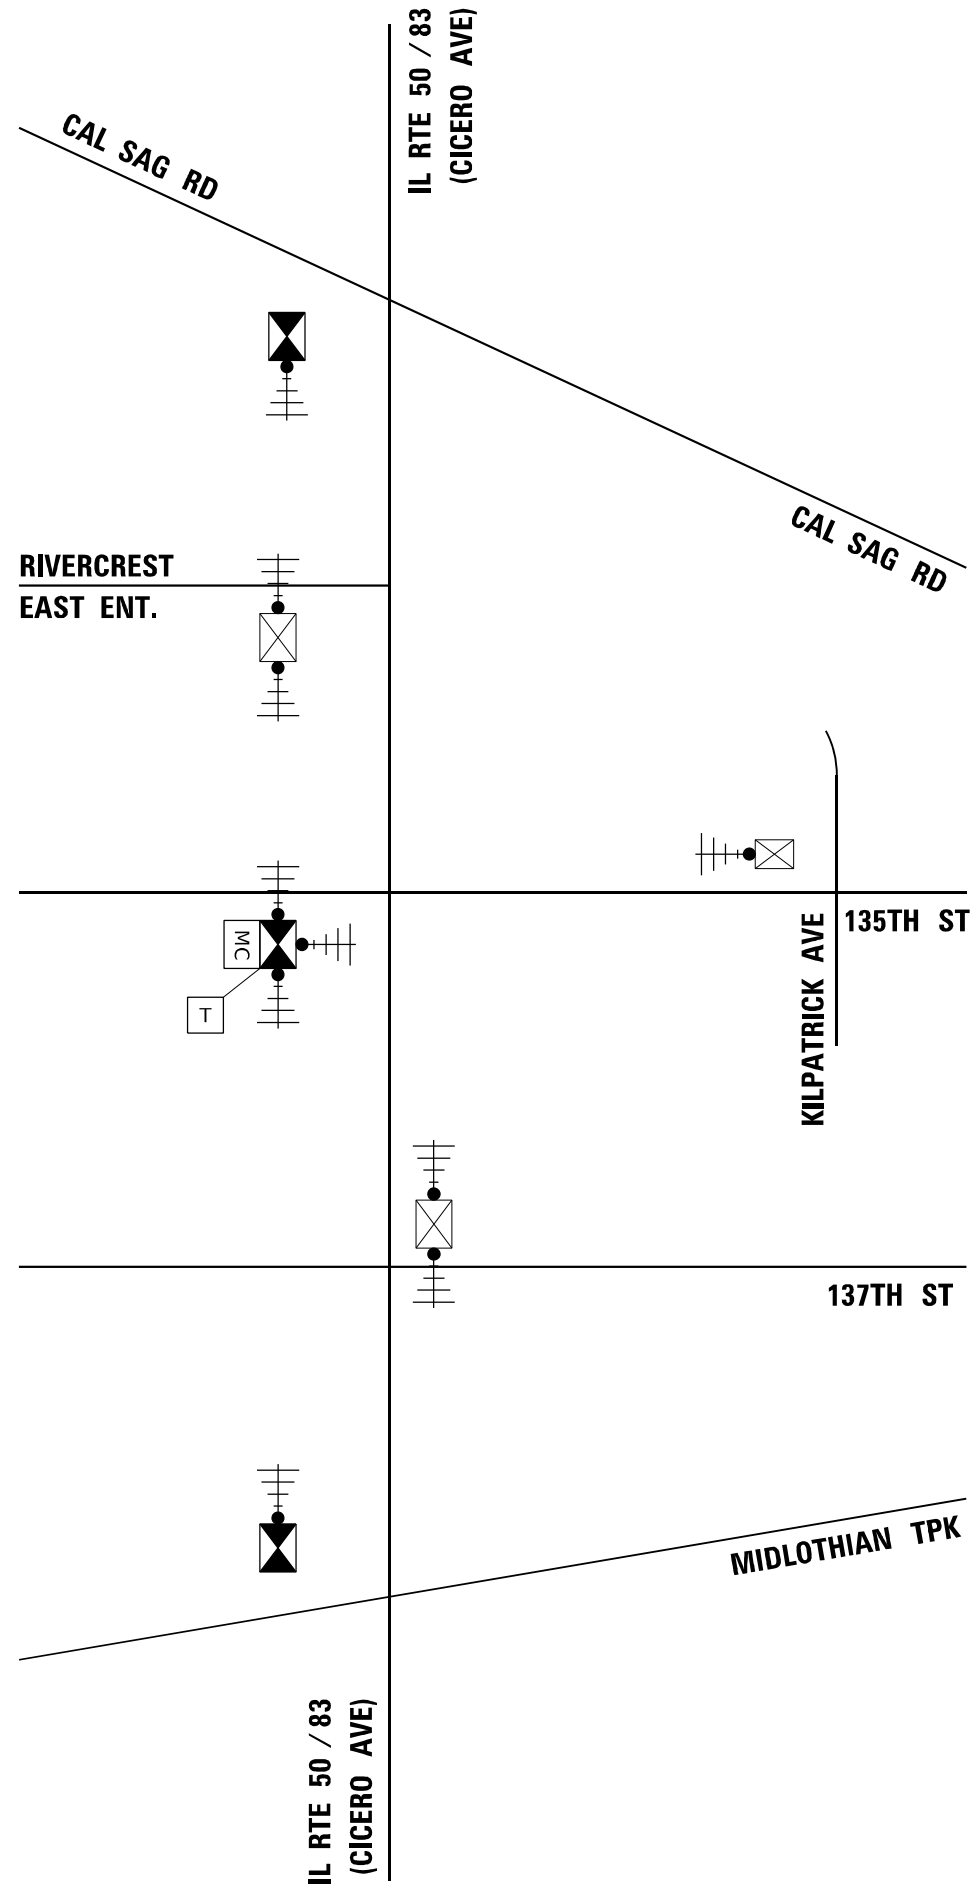 IL RTE 50 / 83
(CICERO AVE)
CAL SAG RD
CAL SAG RD
RIVERCREST
EAST ENT.
135TH ST
MC
T
KILPATRICK AVE
137TH ST
MIDLOTHIAN TPK
IL RTE 50 / 83
(CICERO AVE)